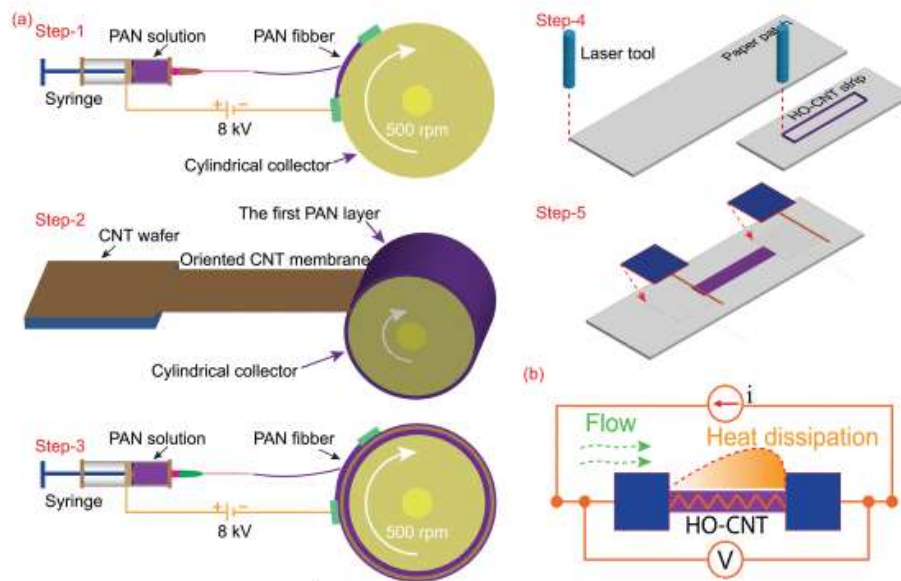 (a)
Step-1
PAN solution
PAN fibber
Syringe
+ −
8 kV
500 rpm
Cylindrical collector
Step-2
The first PAN layer
CNT wafer
Oriented CNT membrane
Cylindrical collector
Step-3
PAN solution
PAN fibber
Syringe
+ −
8 kV
500 rpm
Step-4
Laser tool
Paper patch
HO-CNT strip
Step-5
(b)
i
Flow
Heat dissipation
HO-CNT
V